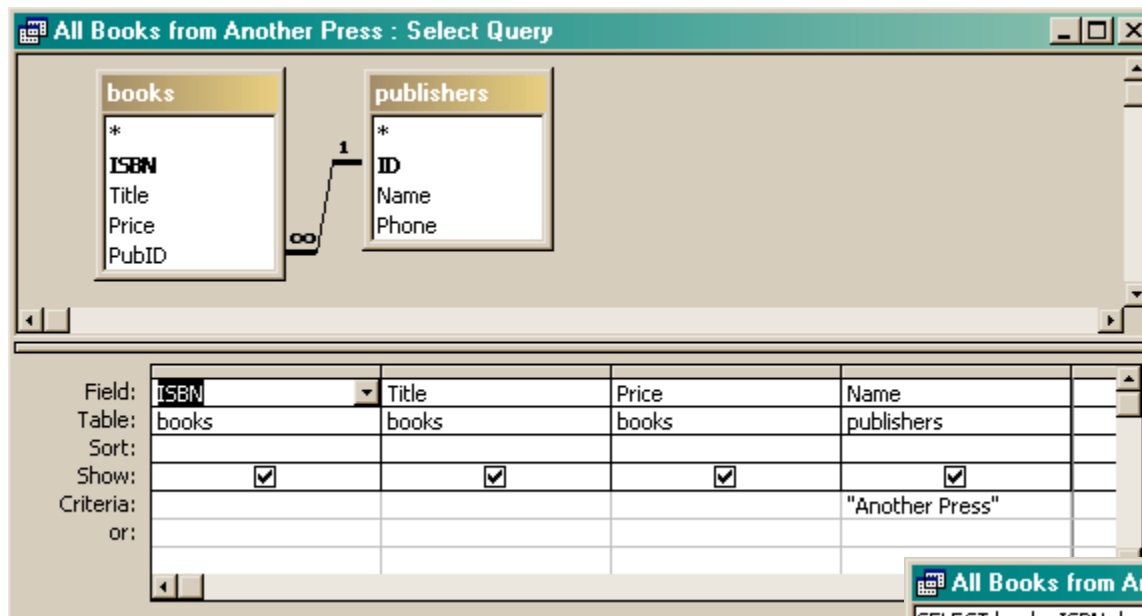 All Books from Another Press : Select Query
books
*
ISBN
Title
Price
PubID
∞
1
publishers
*
ID
Name
Phone
Field: ISBN Title Price Name
Table: books books books publishers
Sort:
Show:
Criteria: "Another Press"
or:
All Books from A